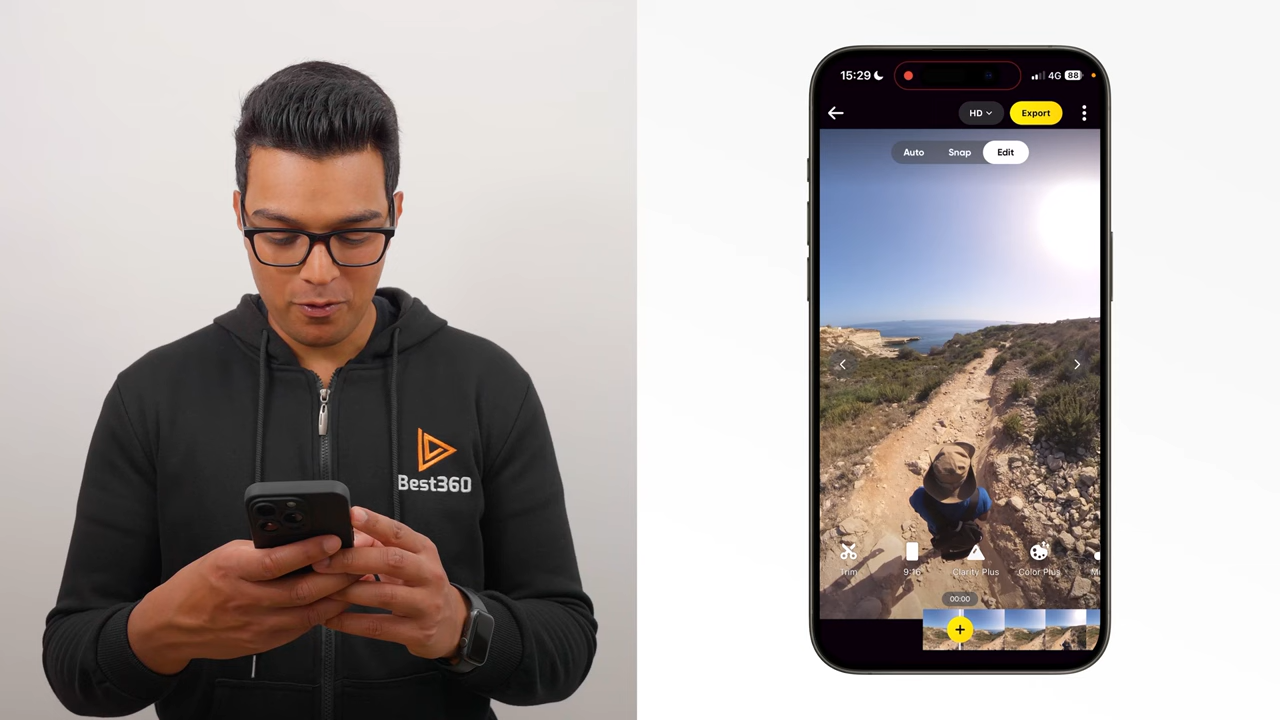 Best360
15:29
4G 88
HD
Export
Auto Snap Edit
Trim
9:16
Clarity Plus
Color Plus
00:00